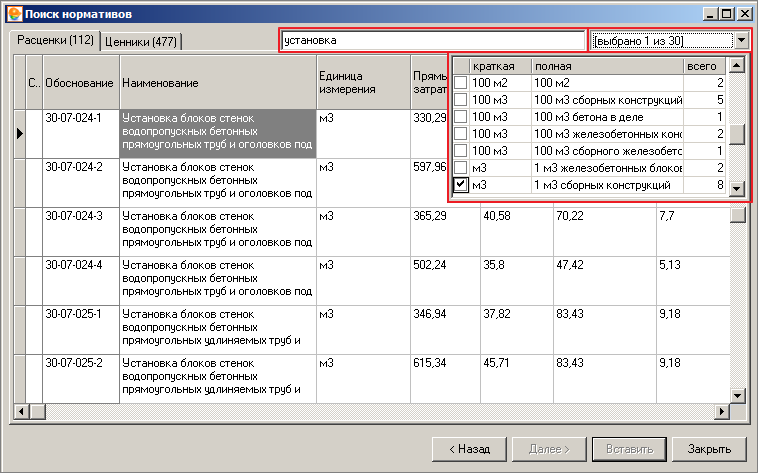 Поиск нормативов
Расценки (112) Ценники (477) установка [выбрано 1 из 30]
краткая полная всего
100 м2 100 м2 2
100 м3 100 м3 сборных конструкций 5
100 м3 100 м3 бетона в деле 1
100 м3 100 м3 железобетонных кон 2
100 м3 100 м3 сборного железобет 1
м3 1 м3 железобетонных блоков 2
м3 1 м3 сборных конструкций 8
С.. Обоснование Наименование Единица измерения Прямы затрат
30-07-024-1 Установка блоков стенок м3 330,29
водопропускных бетонных
прямоугольных труб и оголовков под
30-07-024-2 Установка блоков стенок м3 597,96
водопропускных бетонных
прямоугольных труб и оголовков под
30-07-024-3 Установка блоков стенок м3 365,29 40,58 70,22 7,7
водопропускных бетонных
прямоугольных труб и оголовков под
30-07-024-4 Установка блоков стенок м3 502,24 35,8 47,42 5,13
водопропускных бетонных
прямоугольных труб и оголовков под
30-07-025-1 Установка блоков стенок м3 346,94 37,82 83,43 9,18
водопропускных бетонных
прямоугольных удлиняемых труб и
30-07-025-2 Установка блоков стенок м3 615,34 45,71 83,43 9,18
водопропускных бетонных
прямоугольных удлиняемых труб и
< Назад Далее > Вставить Закрыть